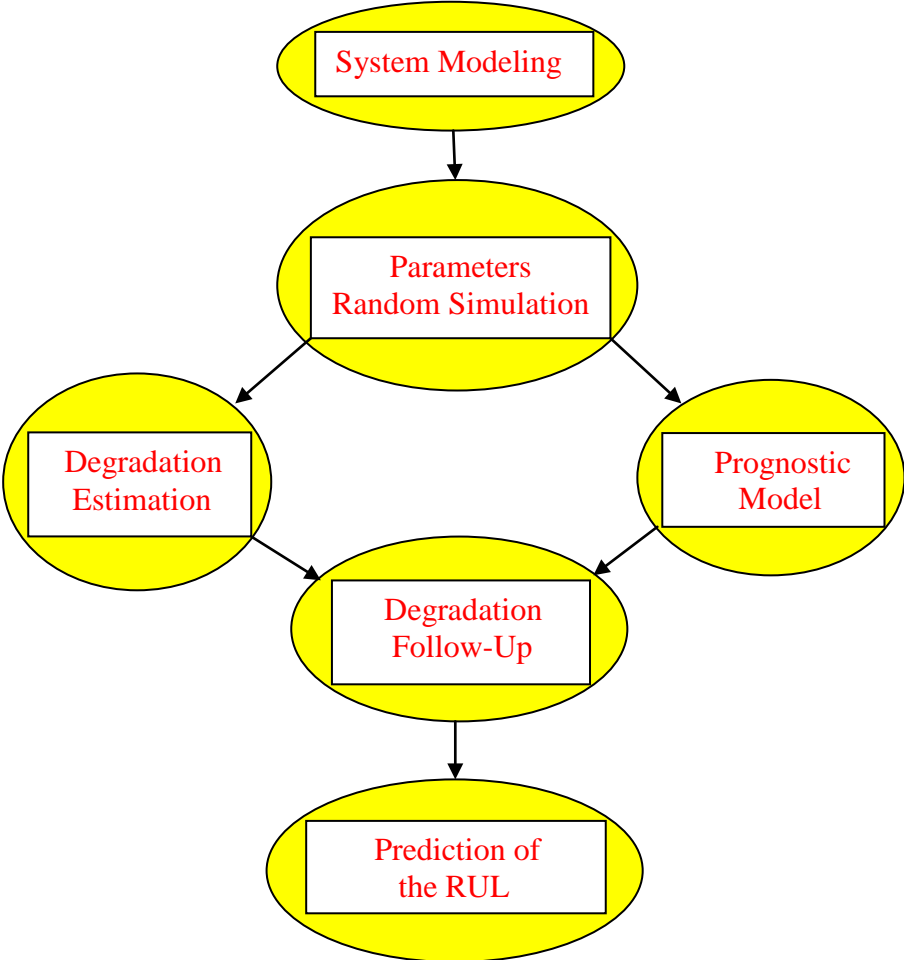 System Modeling
Parameters
Random Simulation
Degradation
Estimation
Prognostic
Model
Degradation
Follow-Up
Prediction of
the RUL